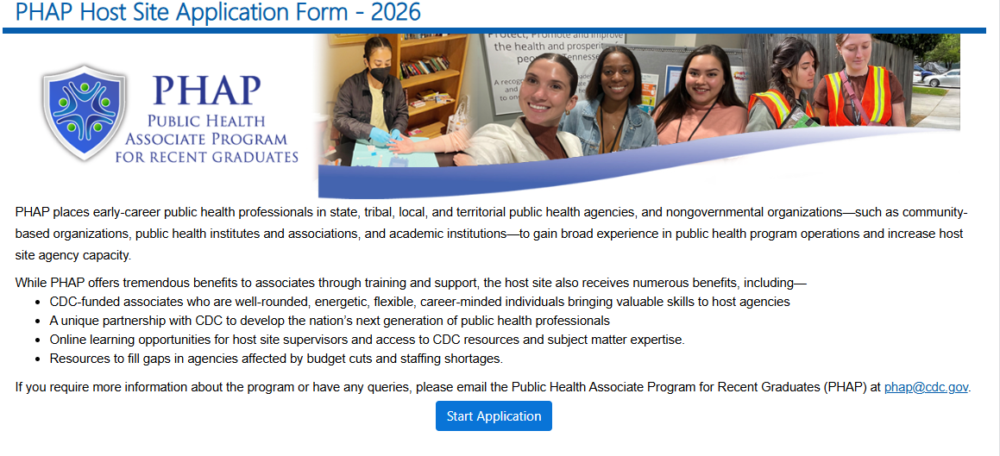 PHAP Host Site Application Form - 2026
Protect, Promote and Improve
the health and prosperit
peo
Tennesse
A recog
and
to on
PHAP
PUBLIC HEALTH
ASSOCIATE PROGRAM
FOR RECENT GRADUATES
PHAP places early-career public health professionals in state, tribal, local, and territorial public health agencies, and nongovernmental organizations—such as community-
based organizations, public health institutes and associations, and academic institutions—to gain broad experience in public health program operations and increase host
site agency capacity.
While PHAP offers tremendous benefits to associates through training and support, the host site also receives numerous benefits, including—
• CDC-funded associates who are well-rounded, energetic, flexible, career-minded individuals bringing valuable skills to host agencies
• A unique partnership with CDC to develop the nation’s next generation of public health professionals
• Online learning opportunities for host site supervisors and access to CDC resources and subject matter expertise.
• Resources to fill gaps in agencies affected by budget cuts and staffing shortages.
If you require more information about the program or have any queries, please email the Public Health Associate Program for Recent Graduates (PHAP) at phap@cdc.gov.
Start Application